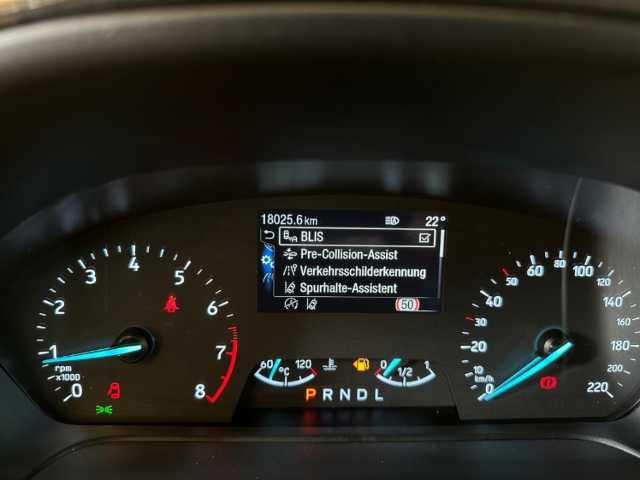 18025.6 km 22°
BLIS
Pre-Collision-Assist
Verkehrsschilderkennung
Spurhalte-Assistent
50
0 1 2 3 4 5 6 7 8
rpm
x1000
60 120
°C
0 1/2 1
P R N D L
0 10 20 30 40 50 60 80 100 120 140 160 180 200 220
km/h